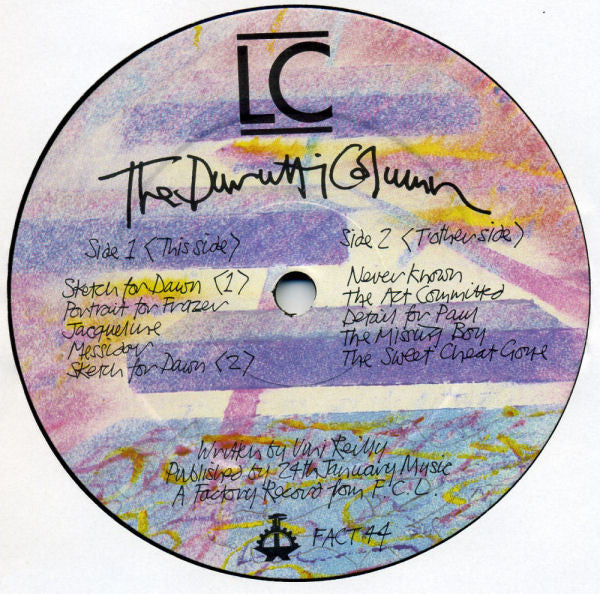 LC
The Durutti Column
Side 1 <This side>
Sketch for Dawn <1>
Portrait for Frazer
Jacqueline
Messidor
Sketch for Dawn <2>
Side 2 <T'other side>
Never Known
The Act Committed
Detail for Paul
The Missing Boy
The Sweet Cheat Gone
Written by Vini Reilly
Published by 24th January Music
A Factory Record from F.C.L.
FACT 44